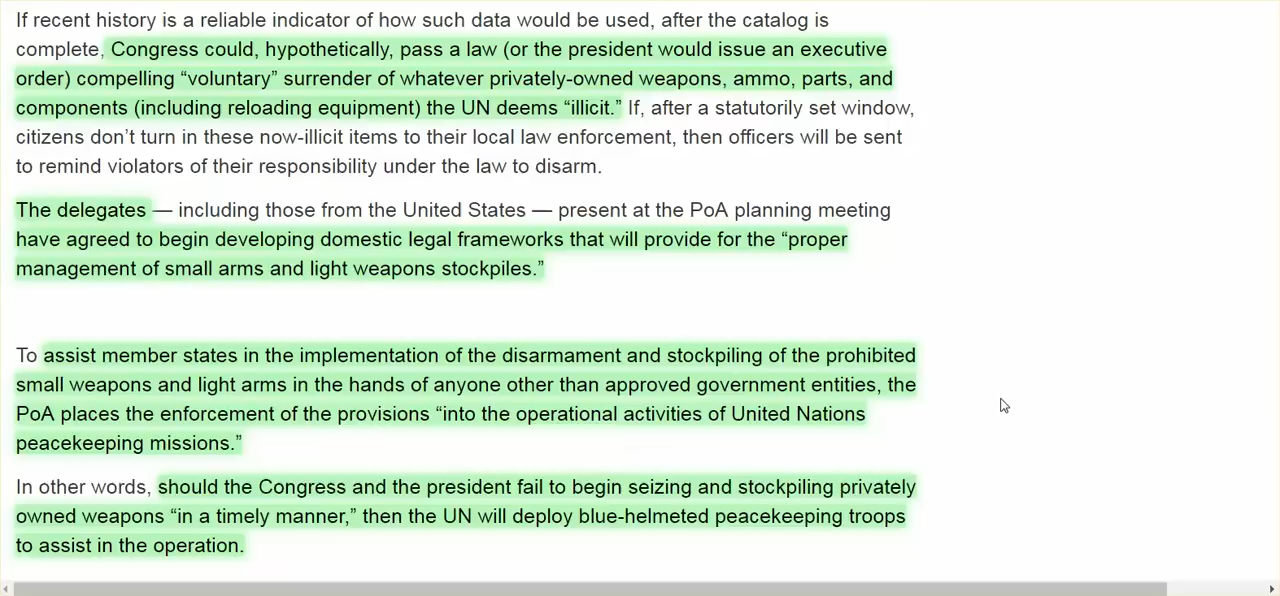 If recent history is a reliable indicator of how such data would be used, after the catalog is
complete, Congress could, hypothetically, pass a law (or the president would issue an executive
order) compelling “voluntary” surrender of whatever privately-owned weapons, ammo, parts, and
components (including reloading equipment) the UN deems “illicit.” If, after a statutorily set window,
citizens don’t turn in these now-illicit items to their local law enforcement, then officers will be sent
to remind violators of their responsibility under the law to disarm.
The delegates — including those from the United States — present at the PoA planning meeting
have agreed to begin developing domestic legal frameworks that will provide for the “proper
management of small arms and light weapons stockpiles.”
To assist member states in the implementation of the disarmament and stockpiling of the prohibited
small weapons and light arms in the hands of anyone other than approved government entities, the
PoA places the enforcement of the provisions “into the operational activities of United Nations
peacekeeping missions.”
In other words, should the Congress and the president fail to begin seizing and stockpiling privately
owned weapons “in a timely manner,” then the UN will deploy blue-helmeted peacekeeping troops
to assist in the operation.